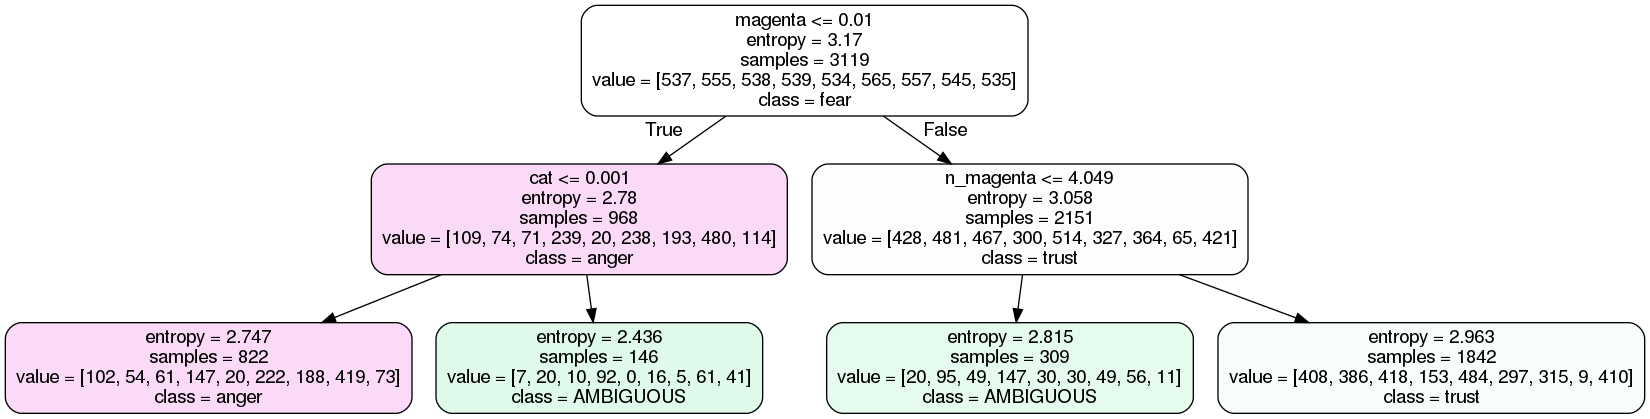 magenta <= 0.01
entropy = 3.17
samples = 3119
value = [537, 555, 538, 539, 534, 565, 557, 545, 535]
class = fear
True
False
cat <= 0.001
entropy = 2.78
samples = 968
value = [109, 74, 71, 239, 20, 238, 193, 480, 114]
class = anger
n_magenta <= 4.049
entropy = 3.058
samples = 2151
value = [428, 481, 467, 300, 514, 327, 364, 65, 421]
class = trust
entropy = 2.747
samples = 822
value = [102, 54, 61, 147, 20, 222, 188, 419, 73]
class = anger
entropy = 2.436
samples = 146
value = [7, 20, 10, 92, 0, 16, 5, 61, 41]
class = AMBIGUOUS
entropy = 2.815
samples = 309
value = [20, 95, 49, 147, 30, 30, 49, 56, 11]
class = AMBIGUOUS
entropy = 2.963
samples = 1842
value = [408, 386, 418, 153, 484, 297, 315, 9, 410]
class = trust